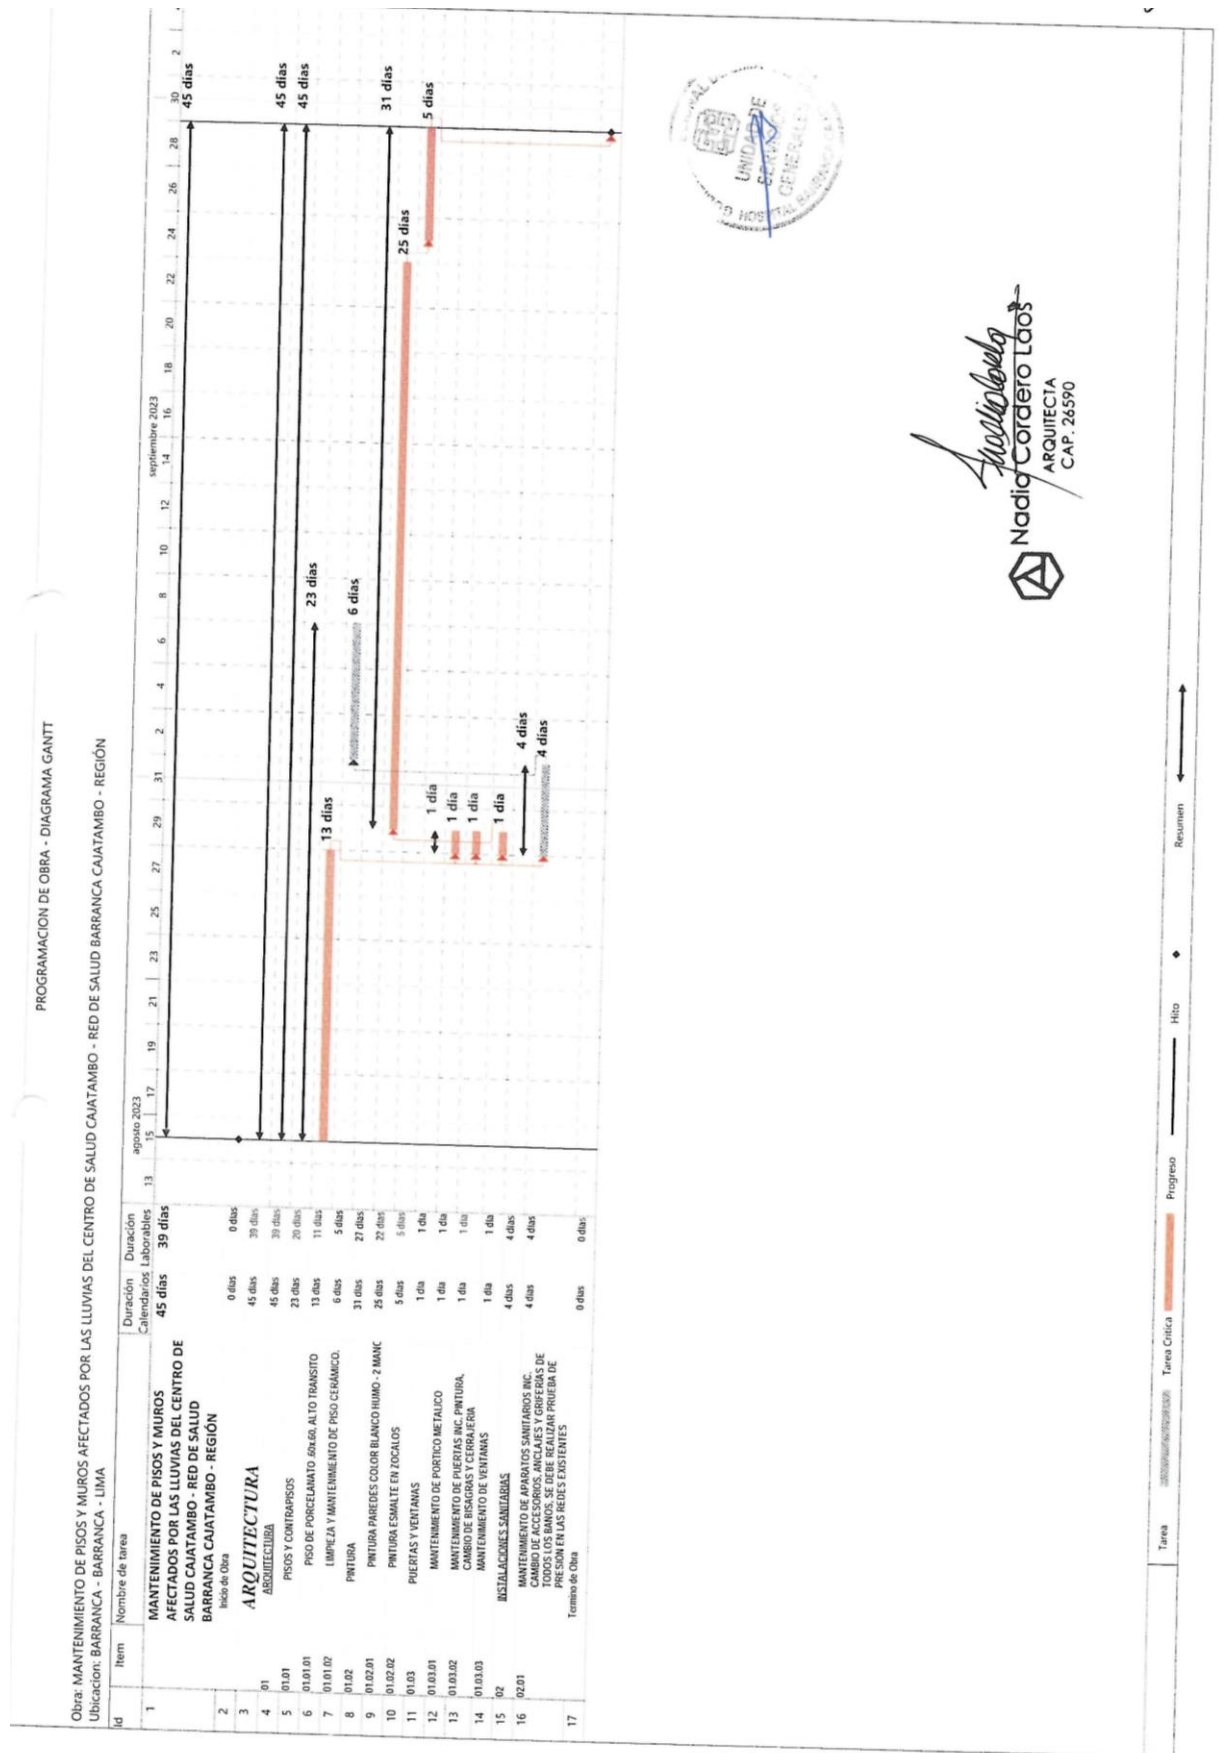 PROGRAMACION DE OBRA - DIAGRAMA GANTT
Obra: MANTENIMIENTO DE PISOS Y MUROS AFECTADOS POR LAS LLUVIAS DEL CENTRO DE SALUD CAJATAMBO - RED DE SALUD BARRANCA CAJATAMBO - REGIÓN
Ubicacion: BARRANCA - BARRANCA - LIMA
Id Item Nombre de tarea Duración Calendarios Duración Laborables
agosto 2023 septiembre 2023
13 15 17 19 21 23 25 27 29 31 2 4 6 8 10 12 14 16 18 20 22 24 26 28 30 2
1 MANTENIMIENTO DE PISOS Y MUROS 45 días 39 días 45 días
AFECTADOS POR LAS LLUVIAS DEL CENTRO DE
SALUD CAJATAMBO - RED DE SALUD
BARRANCA CAJATAMBO - REGIÓN
2 Inicio de Obra 0 días 0 días
3 ARQUITECTURA 45 días 39 días 45 días
4 01 ARQUITECTURA 45 días 39 días 45 días
5 01.01 PISOS Y CONTRAPISOS 23 días 20 días 23 días
6 01.01.01 PISO DE PORCELANATO .60x.60, ALTO TRANSITO 13 días 11 días 13 días
7 01.01.02 LIMPIEZA Y MANTENIMIENTO DE PISO CERÁMICO. 6 días 5 días 6 días
8 01.02 PINTURA 31 días 27 días 31 días
9 01.02.01 PINTURA PAREDES COLOR BLANCO HUMO - 2 MANC 25 días 22 días 25 días
10 01.02.02 PINTURA ESMALTE EN ZOCALOS 5 días 5 días 5 días
11 01.03 PUERTAS Y VENTANAS 1 día 1 día 1 día
12 01.03.01 MANTENIMIENTO DE PORTICO METALICO 1 día 1 día 1 día
13 01.03.02 MANTENIMIENTO DE PUERTAS INC. PINTURA, 1 día 1 día 1 día
CAMBIO DE BISAGRAS Y CERRAJERIA
14 01.03.03 MANTENIMIENTO DE VENTANAS 1 día 1 día 1 día
15 02 INSTALACIONES SANITARIAS 4 días 4 días 4 días
16 02.01 MANTENIMIENTO DE APARATOS SANITARIOS INC. 4 días 4 días 4 días
CAMBIO DE ACCESORIOS, ANCLAJES Y GRIFERÍAS DE
TODOS LOS BANOS, SE DEBE REALIZAR PRUEBA DE
PRESIÓN EN LAS REDES EXISTENTES
17 Termino de Obra 0 días 0 días
UNIDAD DE
SERVICIOS
GENERALES
HOSPITAL BARRANCA
Nadia Cordero Laos
ARQUITECTA
CAP. 26590
Tarea Tarea Critica Progreso Hito Resumen